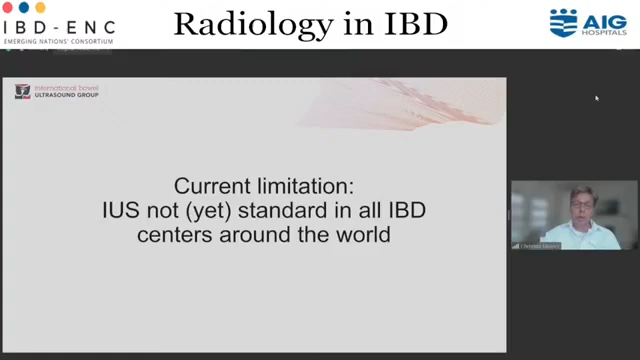 IBD-ENC
EMERGING NATIONS' CONSORTIUM
Radiology in IBD
AIG
HOSPITALS
International bowel
ULTRASOUND GROUP
Current limitation:
IUS not (yet) standard in all IBD
centers around the world